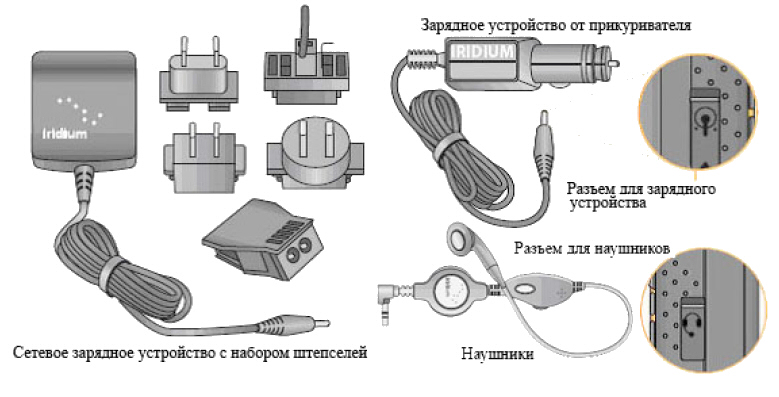 Зарядное устройство от прикуривателя
IRIDIUM
iridium
Разъем для зарядного
устройства
Разъем для наушников
Наушники
Сетевое зарядное устройство с набором штепселей